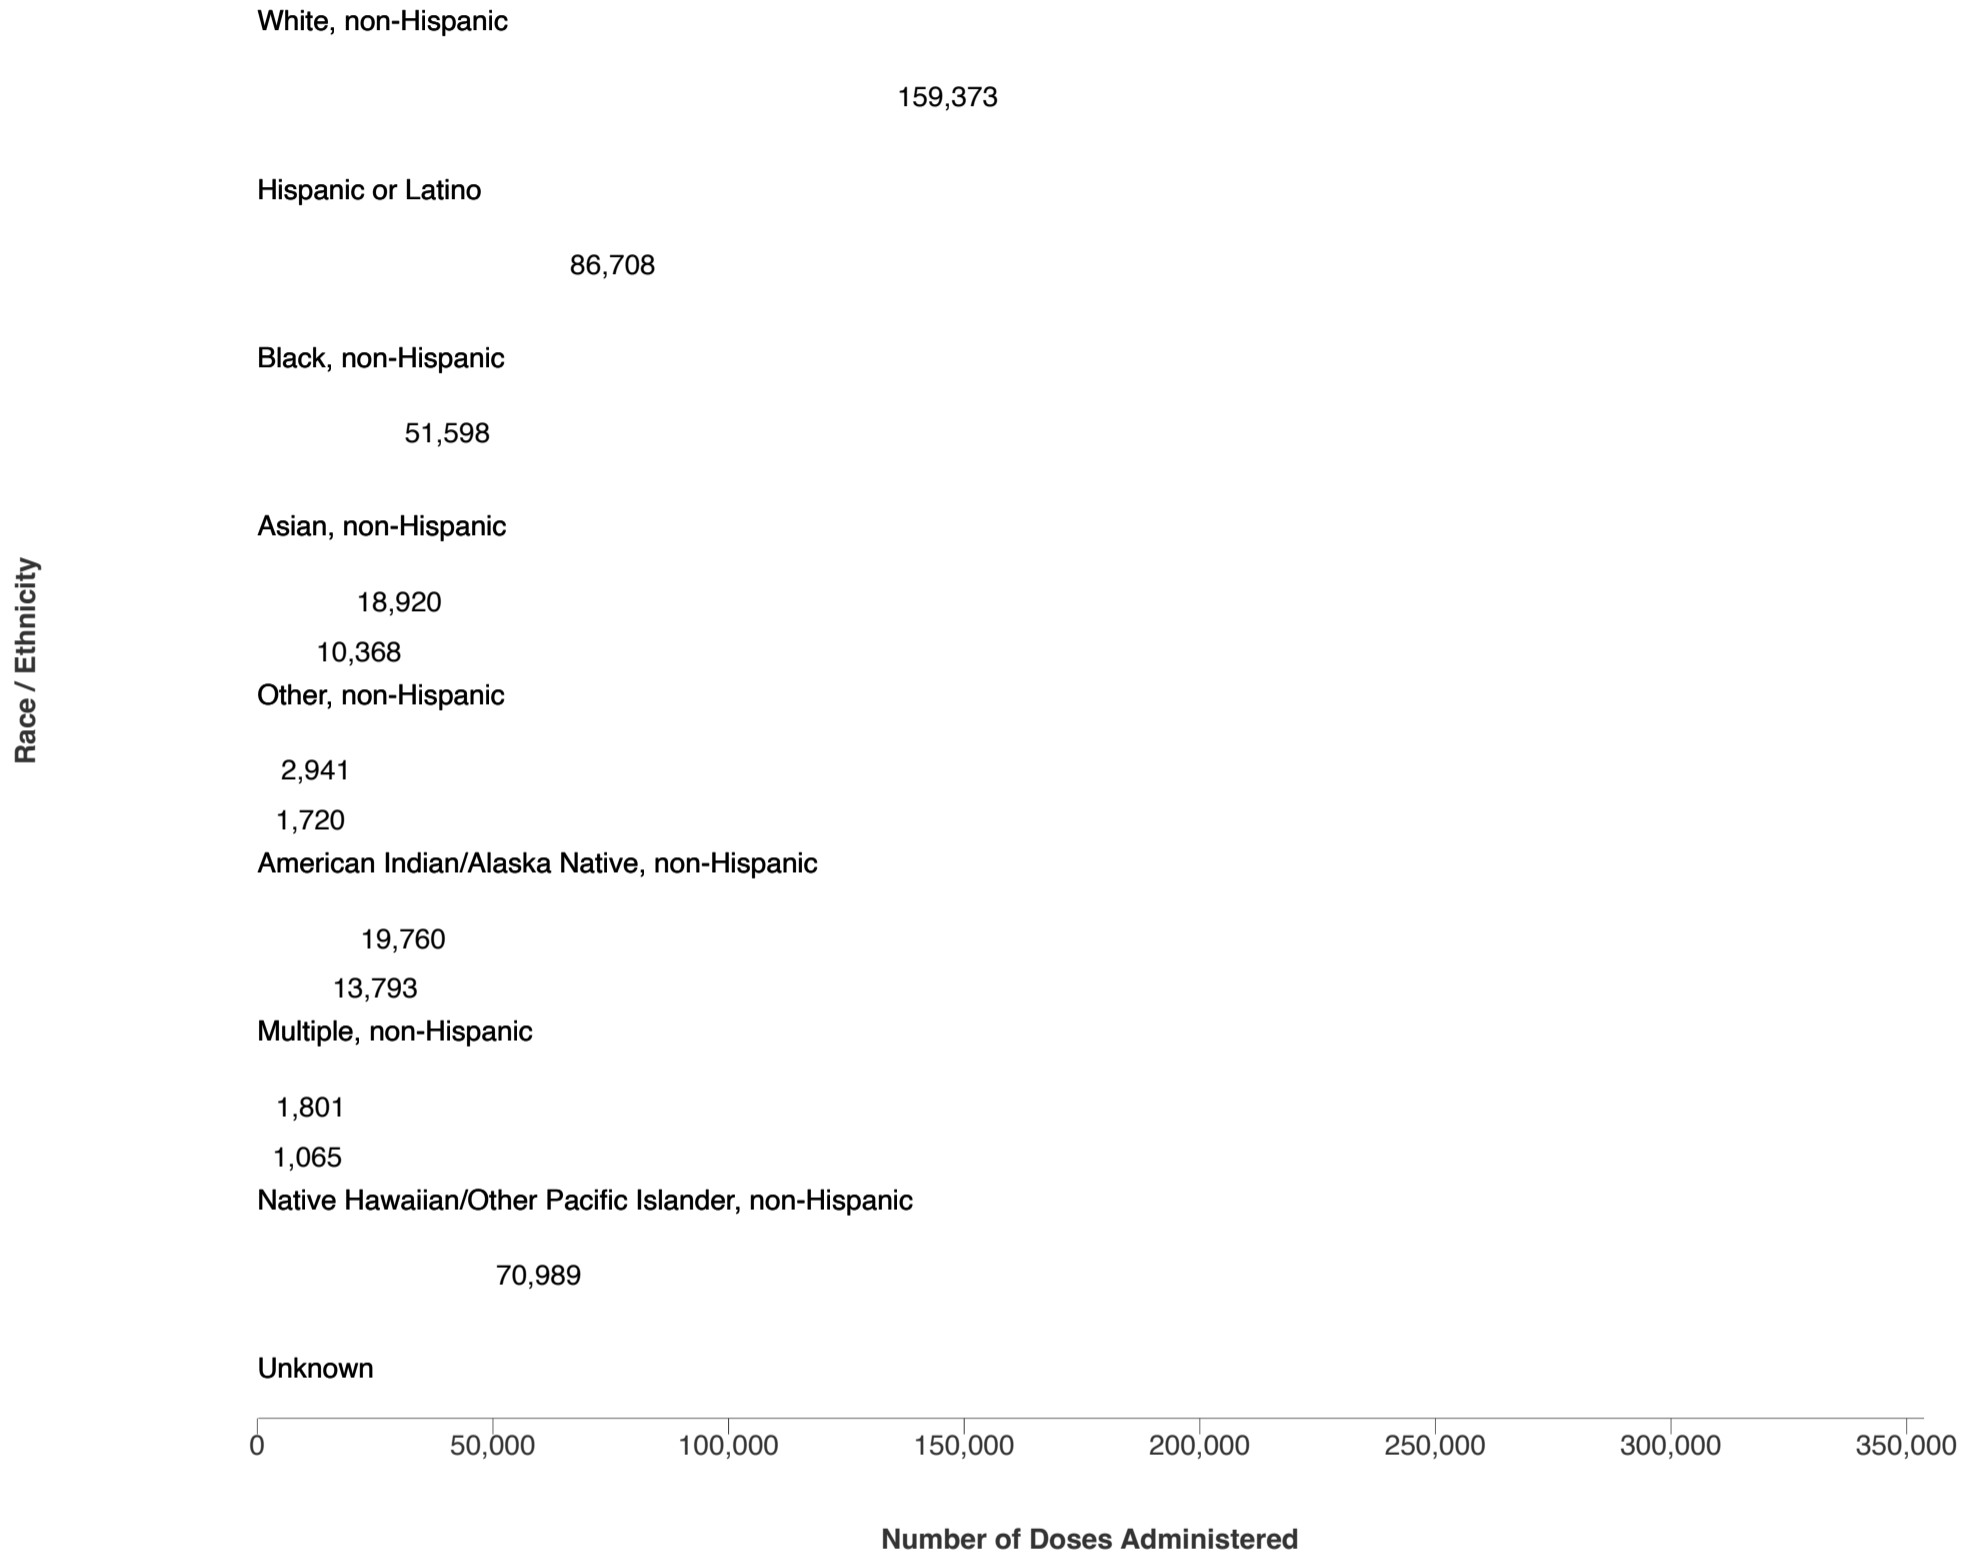 White, non-Hispanic
159,373
Hispanic or Latino
86,708
Black, non-Hispanic
51,598
Asian, non-Hispanic
18,920
10,368
Other, non-Hispanic
2,941
1,720
American Indian/Alaska Native, non-Hispanic
19,760
13,793
Multiple, non-Hispanic
1,801
1,065
Native Hawaiian/Other Pacific Islander, non-Hispanic
70,989
Unknown
Race / Ethnicity
0 50,000 100,000 150,000 200,000 250,000 300,000 350,000
Number of Doses Administered